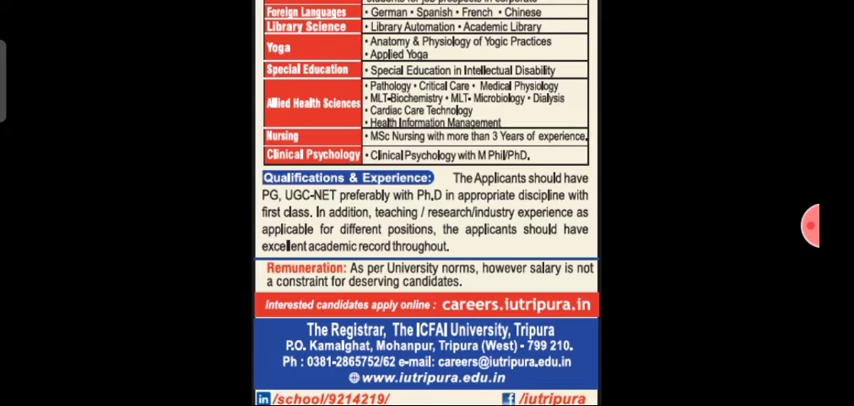 students for job prospects in corporate
Foreign Languages • German • Spanish • French • Chinese
Library Science • Library Automation • Academic Library
Yoga • Anatomy & Physiology of Yogic Practices
• Applied Yoga
Special Education • Special Education in Intellectual Disability
Allied Health Sciences • Pathology • Critical Care • Medical Physiology
• MLT-Biochemistry • MLT- Microbiology • Dialysis
• Cardiac Care Technology
• Health Information Management
Nursing • MSc Nursing with more than 3 Years of experience.
Clinical Psychology • Clinical Psychology with M Phil/PhD.
Qualifications & Experience: The Applicants should have
PG, UGC-NET preferably with Ph.D in appropriate discipline with
first class. In addition, teaching / research/industry experience as
applicable for different positions, the applicants should have
excellent academic record throughout.
Remuneration: As per University norms, however salary is not
a constraint for deserving candidates.
Interested candidates apply online : careers.iutripura.in
The Registrar, The ICFAI University, Tripura
P.O. Kamalghat, Mohanpur, Tripura (West) - 799 210.
Ph : 0381-2865752/62 e-mail: careers@iutripura.edu.in
www.iutripura.edu.in
in /school/9214219/ f /iutripura